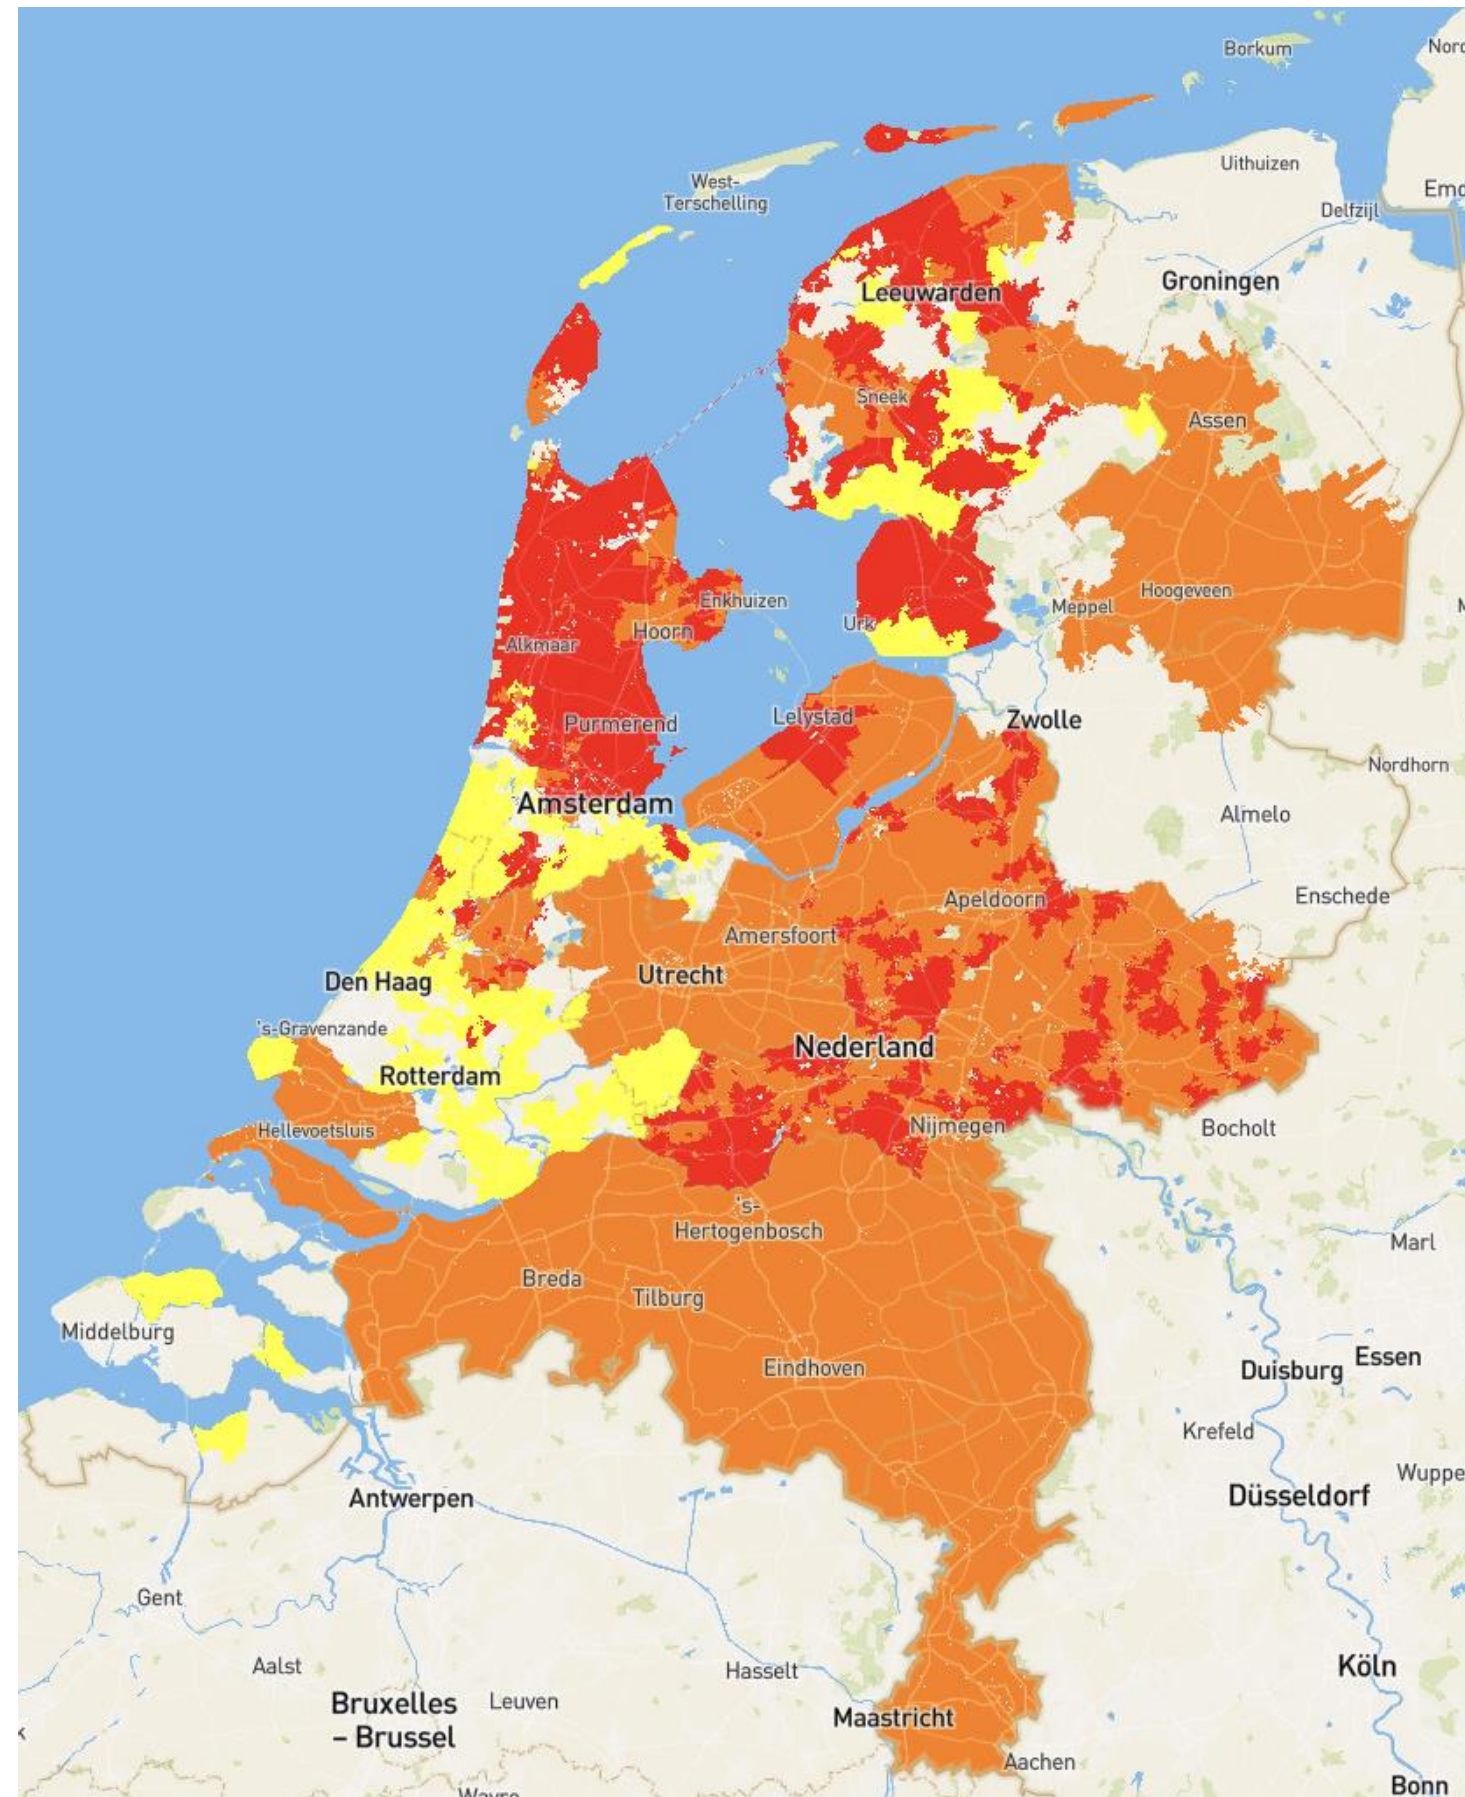 Borkum
Uithuizen
West-
Terschelling
Delfzijl
Groningen
Leeuwarden
Sneek
Assen
Hoogeveen
Enkhuizen
Meppel
Urk
Hoorn
Alkmaar
Purmerend
Lelystad
Zwolle
Nordhorn
Amsterdam
Almelo
Apeldoorn
Enschede
Amersfoort
Den Haag
Utrecht
's-Gravenzande
Nederland
Rotterdam
Hellevoetsluis
Nijmegen
Bocholt
's-
Hertogenbosch
Marl
Breda
Tilburg
Middelburg
Eindhoven
Duisburg
Essen
Krefeld
Wuppe
Antwerpen
Düsseldorf
Gent
Aalst
Hasselt
Köln
Bruxelles
– Brussel
Leuven
Maastricht
Aachen
Bonn